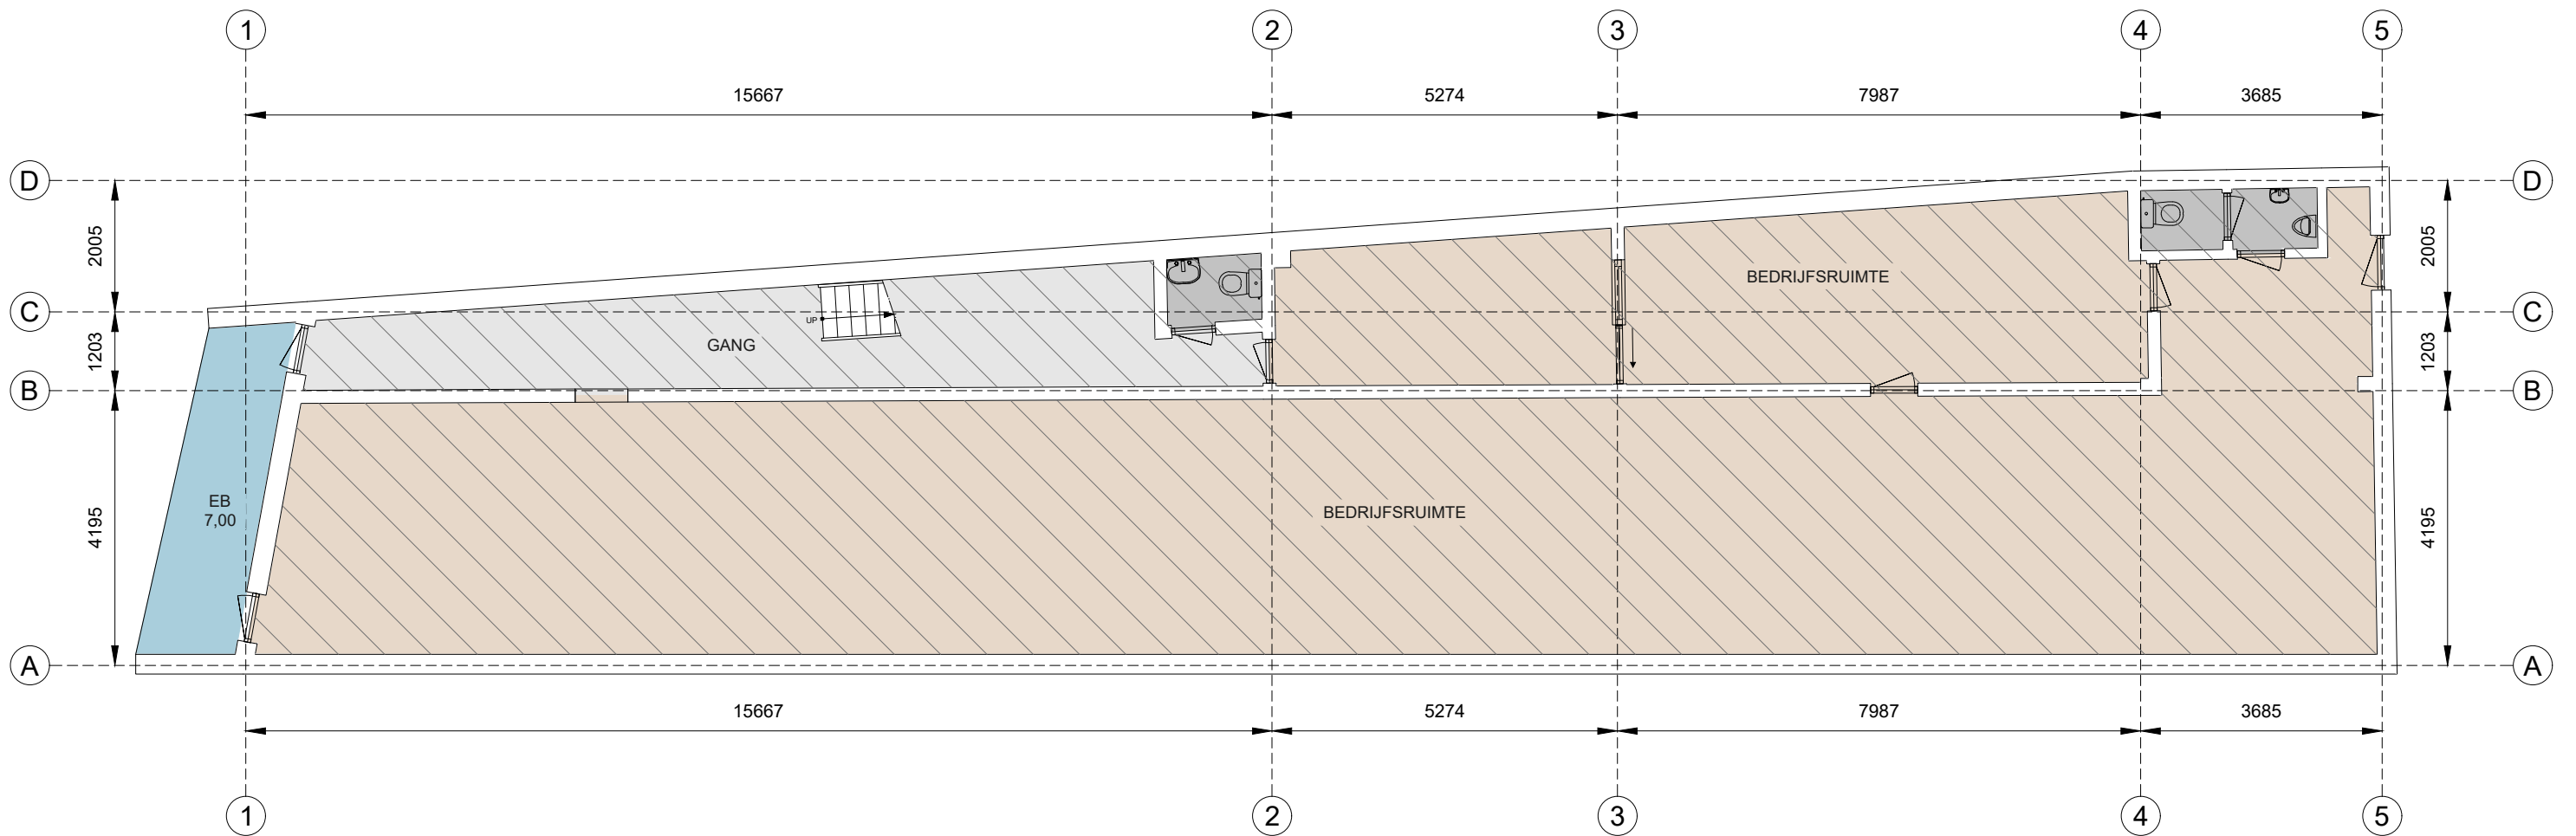 1 2 3 4 5
15667 5274 7987 3685
D D
2005 2005
BEDRIJFSRUIMTE
C C
UP
1203 1203
GANG
B B
EB
7,00
BEDRIJFSRUIMTE
4195 4195
A A
15667 5274 7987 3685
1 2 3 4 5